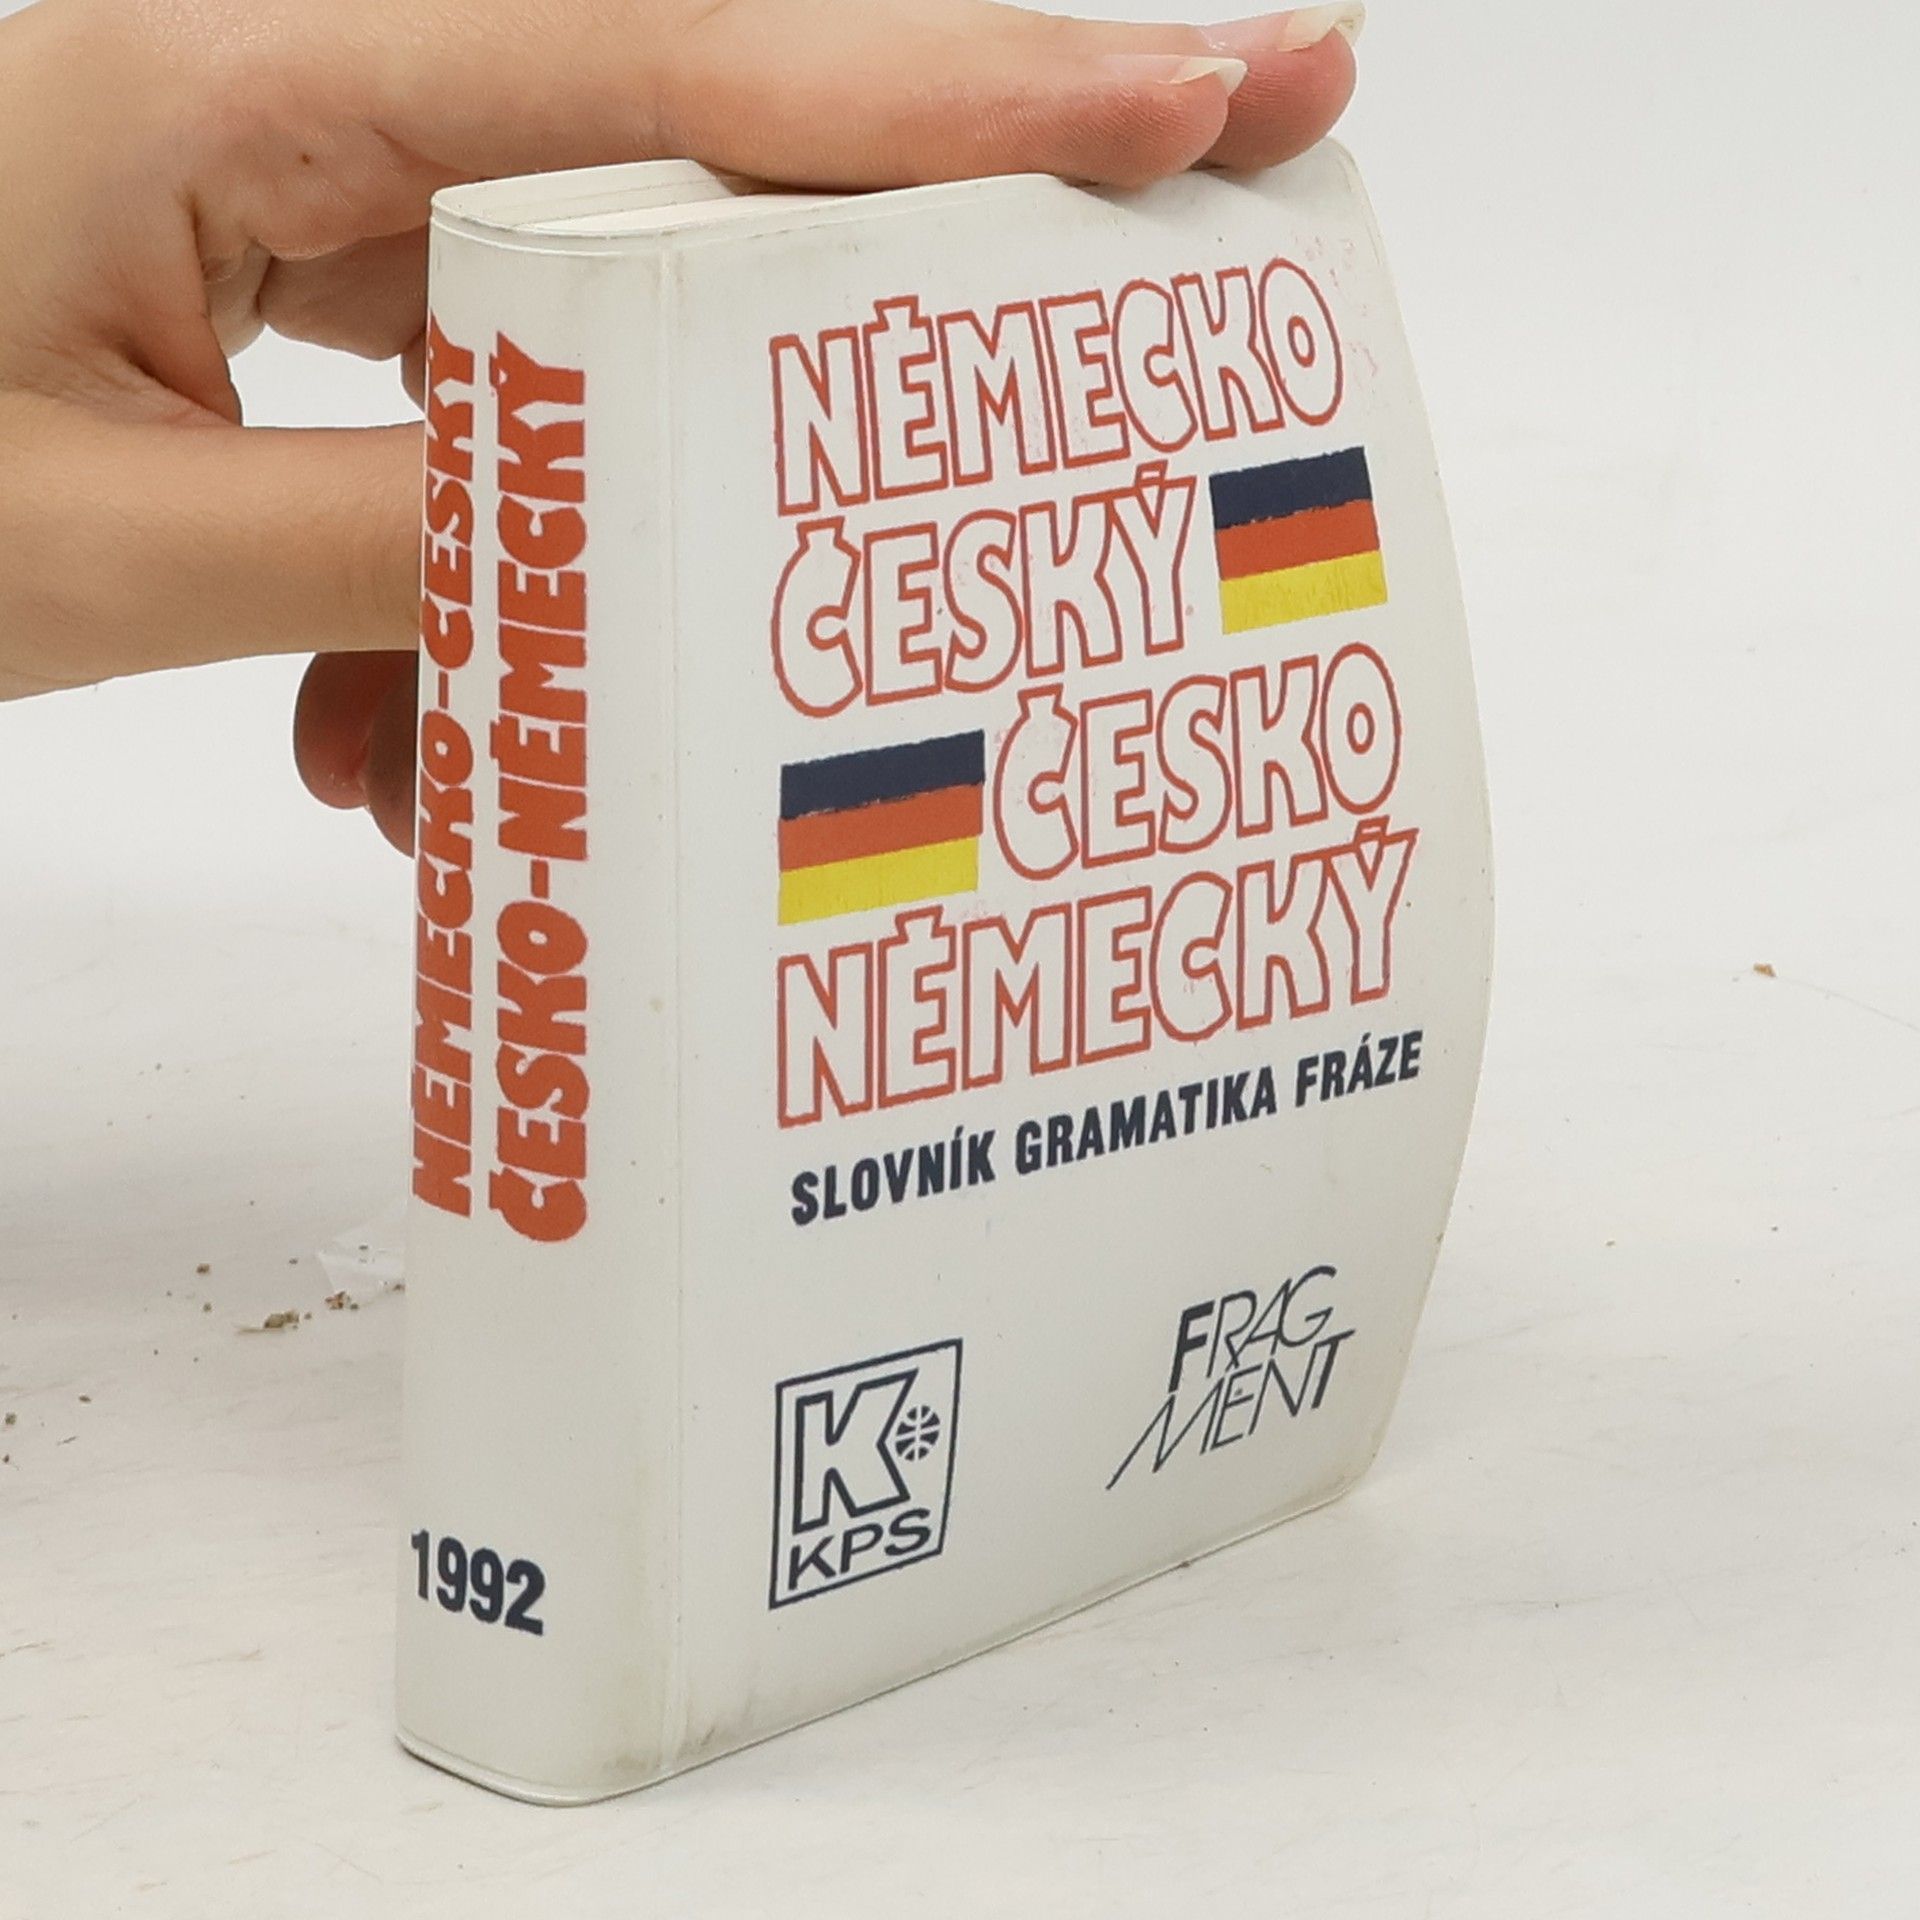 NĚMECKO-ČESKÝ
ČESKO-NĚMECKÝ
1992
NĚMECKO
ČESKÝ
ČESKO
NĚMECKÝ
SLOVNÍK GRAMATIKA FRÁZE
K
KPS
FRAG
MENT